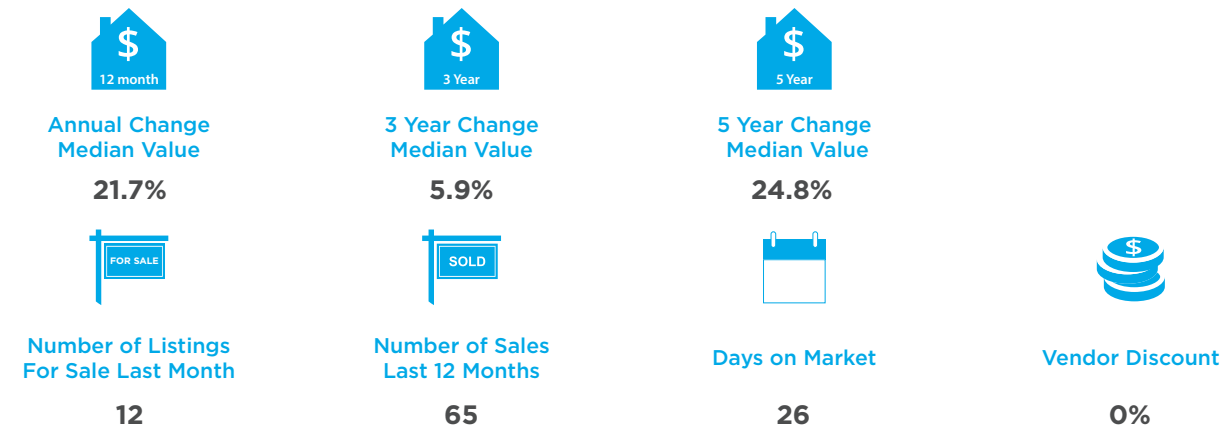 $
12 month
$
3 Year
$
5 Year
Annual Change
Median Value
21.7%
3 Year Change
Median Value
5.9%
5 Year Change
Median Value
24.8%
FOR SALE
SOLD
$
Number of Listings
For Sale Last Month
12
Number of Sales
Last 12 Months
65
Days on Market
26
Vendor Discount
0%